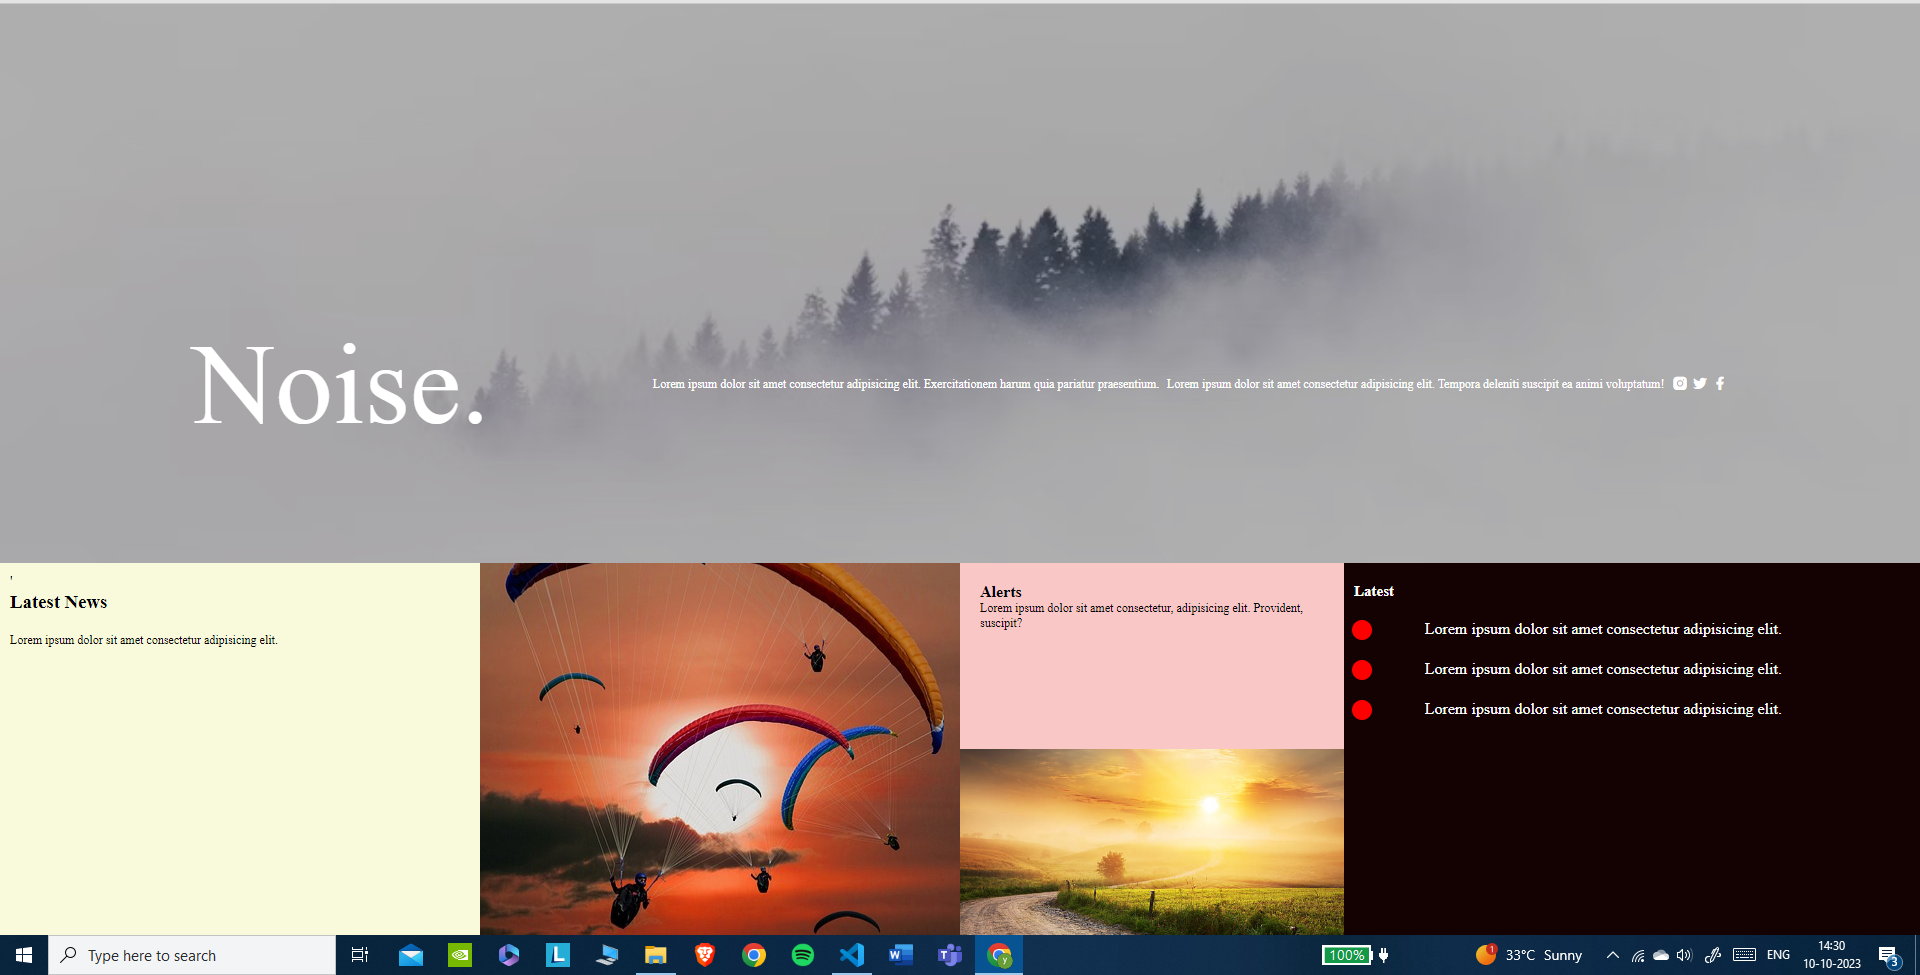 Noise.
Lorem ipsum dolor sit amet consectetur adipisicing elit. Exercitationem harum quia pariatur praesentium. Lorem ipsum dolor sit amet consectetur adipisicing elit. Tempora deleniti suscipit ea animi voluptatum!
'
Latest News
Lorem ipsum dolor sit amet consectetur adipisicing elit.
Alerts
Lorem ipsum dolor sit amet consectetur, adipisicing elit. Provident,
suscipit?
Latest
Lorem ipsum dolor sit amet consectetur adipisicing elit.
Lorem ipsum dolor sit amet consectetur adipisicing elit.
Lorem ipsum dolor sit amet consectetur adipisicing elit.
Type here to search
L
W
T
y
100%
1
33°C Sunny
ENG
14:30
10-10-2023
3